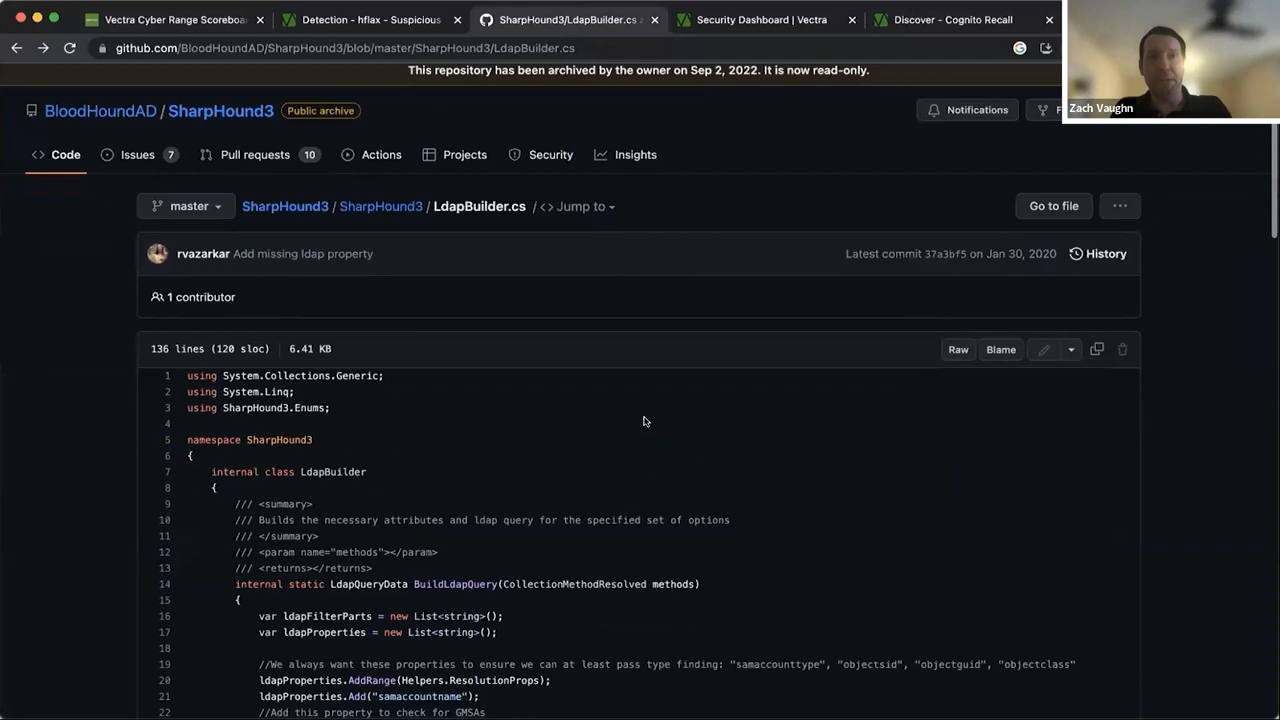 Vectra Cyber Range Scoreboa
Detection - hflax - Suspicious
SharpHound3/LdapBuilder.cs a
Security Dashboard | Vectra
Discover - Cognito Recall
github.com/BloodHoundAD/SharpHound3/blob/master/SharpHound3/LdapBuilder.cs
This repository has been archived by the owner on Sep 2, 2022. It is now read-only.
Zach Vaughn
BloodHoundAD / SharpHound3 Public archive
Notifications
F
Code
Issues 7
Pull requests 10
Actions
Projects
Security
Insights
master
SharpHound3 / SharpHound3 / LdapBuilder.cs / <> Jump to
Go to file
...
rvazarkar Add missing ldap property
Latest commit 37a3bf5 on Jan 30, 2020
History
1 contributor
136 lines (120 sloc) | 6.41 KB
Raw
Blame
1 using System.Collections.Generic;
2 using System.Linq;
3 using SharpHound3.Enums;
4
5 namespace SharpHound3
6 {
7 internal class LdapBuilder
8 {
9 /// <summary>
10 /// Builds the necessary attributes and ldap query for the specified set of options
11 /// </summary>
12 /// <param name="methods"></param>
13 /// <returns></returns>
14 internal static LdapQueryData BuildLdapQuery(CollectionMethodResolved methods)
15 {
16 var ldapFilterParts = new List<string>();
17 var ldapProperties = new List<string>();
18
19 //We always want these properties to ensure we can at least pass type finding: "samaccounttype", "objectsid", "objectguid", "objectclass"
20 ldapProperties.AddRange(Helpers.ResolutionProps);
21 ldapProperties.Add("samaccountname");
22 //Add this property to check for GMSAs